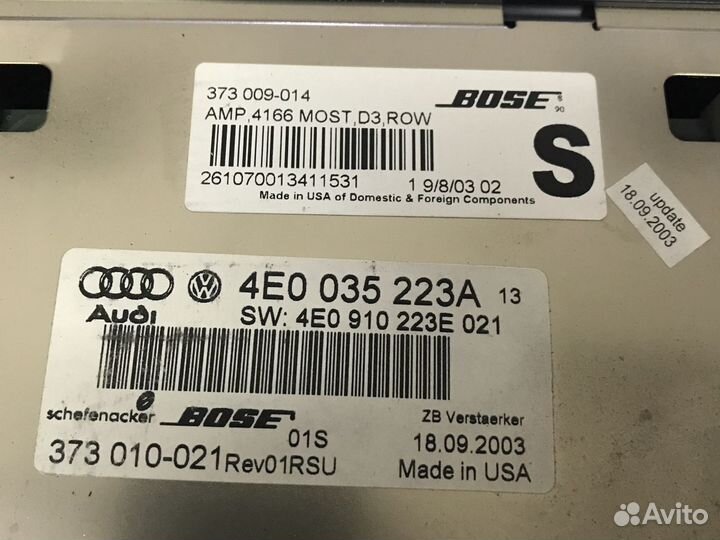 373 009-014
BOSE
AMP,4166 MOST,D3,ROW
90
S
261070013411531 1 9/8/03 02
Made in USA of Domestic & Foreign Components
update
18.09.2003
Audi
VW
4E0 035 223A 13
SW: 4E0 910 223E 021
schefenacker BOSE
ZB Verstaerker
01S
18.09.2003
373 010-021 Rev01RSU
Made in USA
Avito